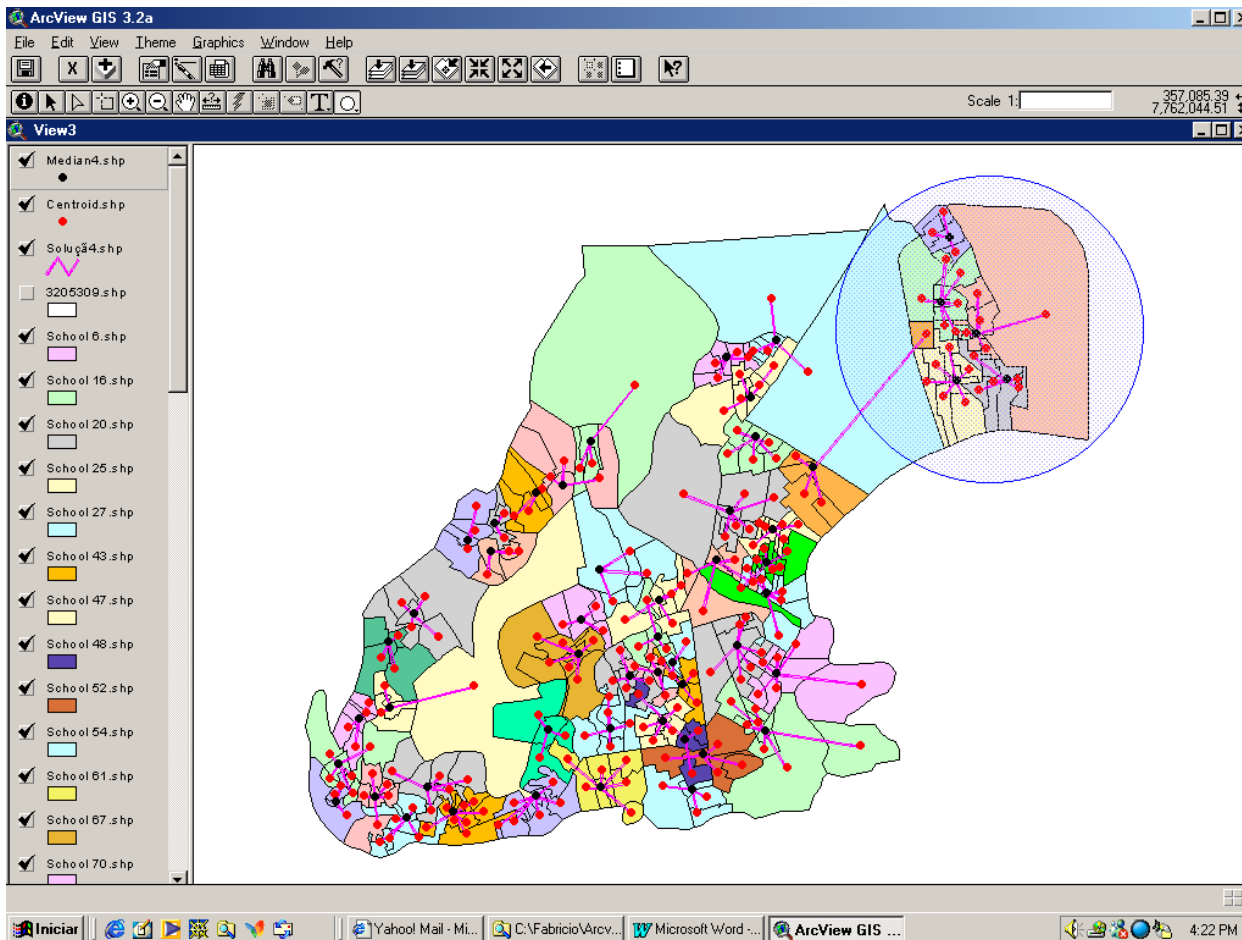 ArcView GIS 3.2a
File Edit View Theme Graphics Window Help
Scale 1:
357,085.39
7,762,044.51
View3
Median4.shp
Centroid.shp
Soluçã4.shp
3205309.shp
School 6.shp
School 16.shp
School 20.shp
School 25.shp
School 27.shp
School 43.shp
School 47.shp
School 48.shp
School 52.shp
School 54.shp
School 61.shp
School 67.shp
School 70.shp
Iniciar Yahoo! Mail - Mi... C:\Fabricio\Arcv... Microsoft Word -... ArcView GIS ... 4:22 PM